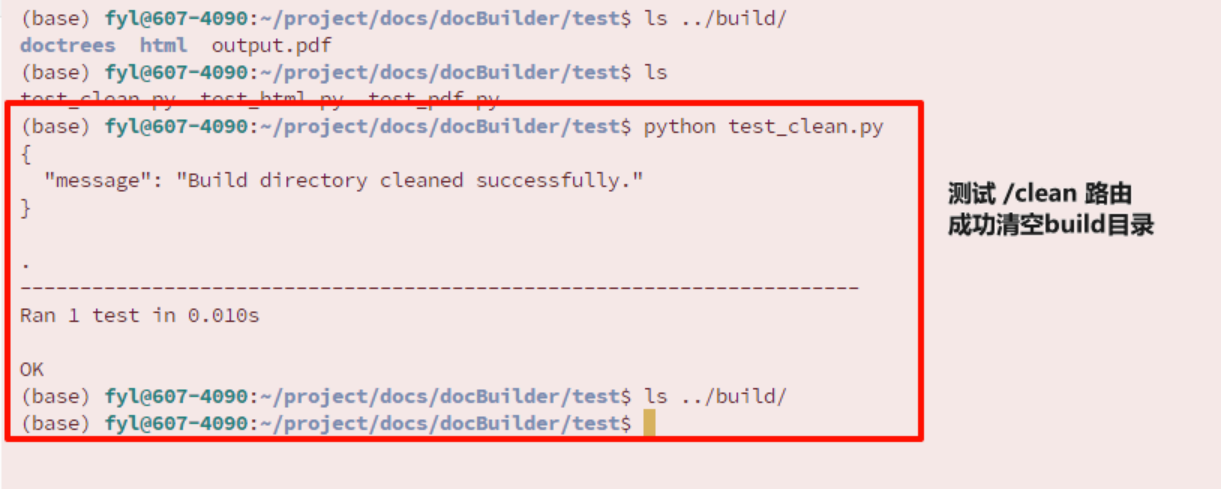 (base) fyl@607-4090:~/project/docs/docBuilder/test$ ls ../build/
doctrees  html  output.pdf
(base) fyl@607-4090:~/project/docs/docBuilder/test$ ls
test_clean.py  test_html.py  test_pdf.py
(base) fyl@607-4090:~/project/docs/docBuilder/test$ python test_clean.py
{
  "message": "Build directory cleaned successfully."
}
.
----------------------------------------------------------------------
Ran 1 test in 0.010s
OK
(base) fyl@607-4090:~/project/docs/docBuilder/test$ ls ../build/
(base) fyl@607-4090:~/project/docs/docBuilder/test$
测试 /clean 路由
成功清空build目录